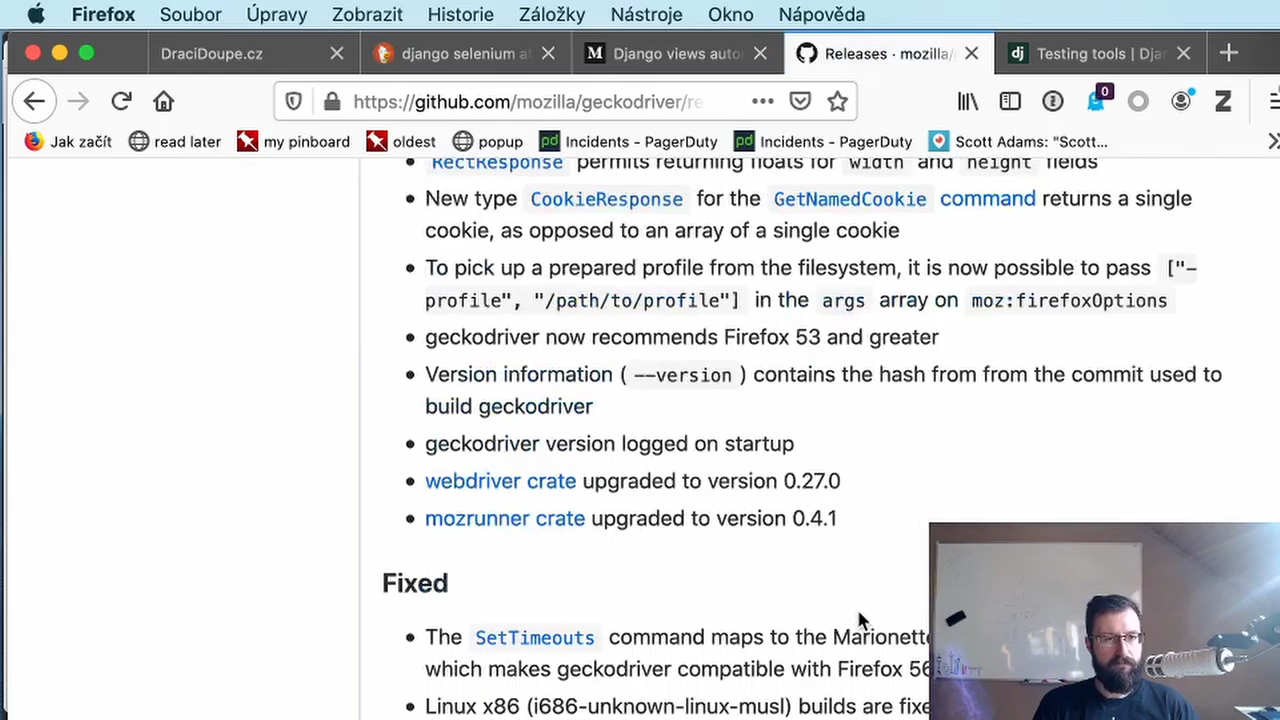 Firefox Soubor Úpravy Zobrazit Historie Záložky Nástroje Okno Nápověda
DraciDoupe.cz django selenium at Django views auto Releases · mozilla/ Testing tools | Dja
https://github.com/mozilla/geckodriver/re 0
Jak začít read later my pinboard oldest popup Incidents - PagerDuty Incidents - PagerDuty Scott Adams: "Scott...
RectResponse permits returning floats for width and height fields
New type CookieResponse for the GetNamedCookie command returns a single
cookie, as opposed to an array of a single cookie
To pick up a prepared profile from the filesystem, it is now possible to pass ["-
profile", "/path/to/profile"] in the args array on moz:firefoxOptions
geckodriver now recommends Firefox 53 and greater
Version information ( --version ) contains the hash from from the commit used to
build geckodriver
geckodriver version logged on startup
webdriver crate upgraded to version 0.27.0
mozrunner crate upgraded to version 0.4.1
Fixed
The SetTimeouts command maps to the Marionette
which makes geckodriver compatible with Firefox 56
Linux x86 (i686-unknown-linux-musl) builds are fixe